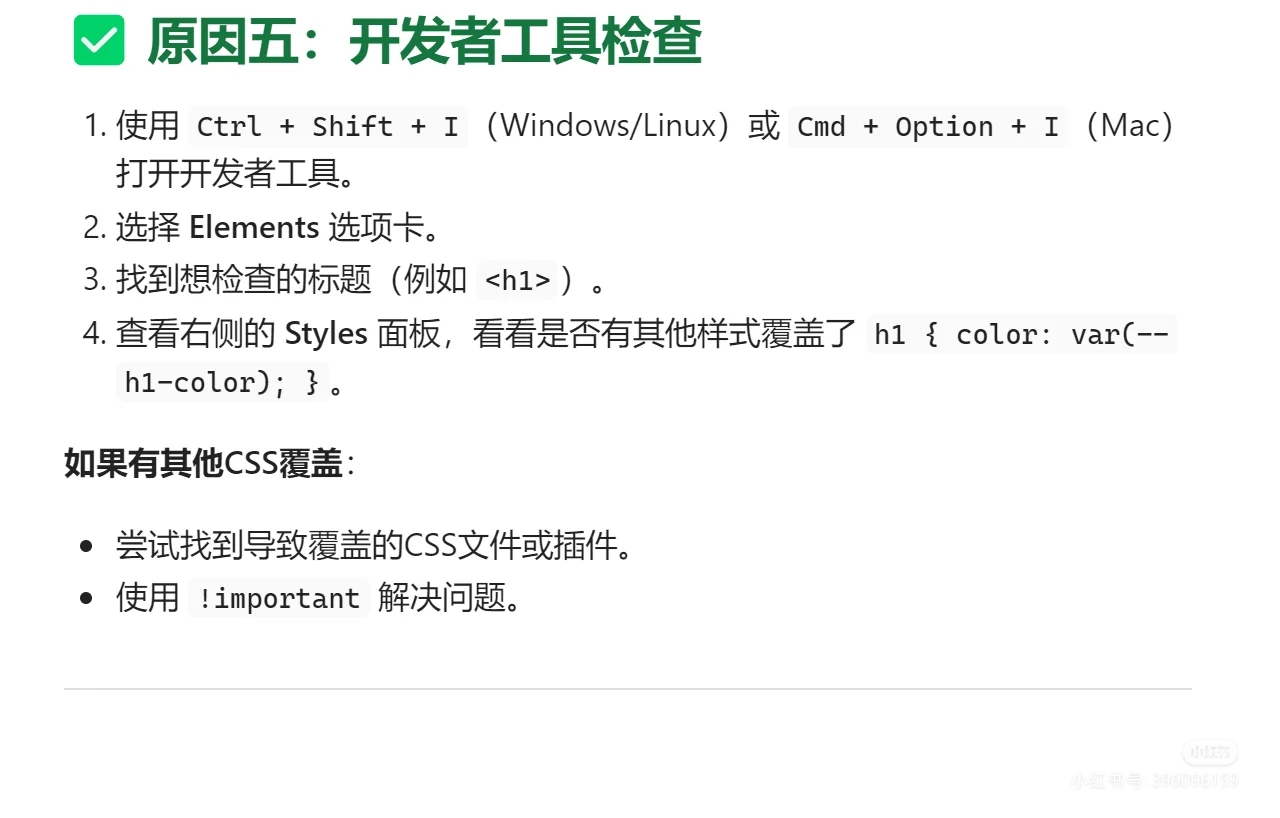 ✅ 原因五：开发者工具检查
1. 使用 Ctrl + Shift + I（Windows/Linux）或 Cmd + Option + I（Mac）
打开开发者工具。
2. 选择 Elements 选项卡。
3. 找到想检查的标题（例如 <h1>）。
4. 查看右侧的 Styles 面板，看看是否有其他样式覆盖了 h1 { color: var(--
h1-color); }。
如果有其他CSS覆盖：
• 尝试找到导致覆盖的CSS文件或插件。
• 使用 !important 解决问题。
小红书
小红书号: 396096159